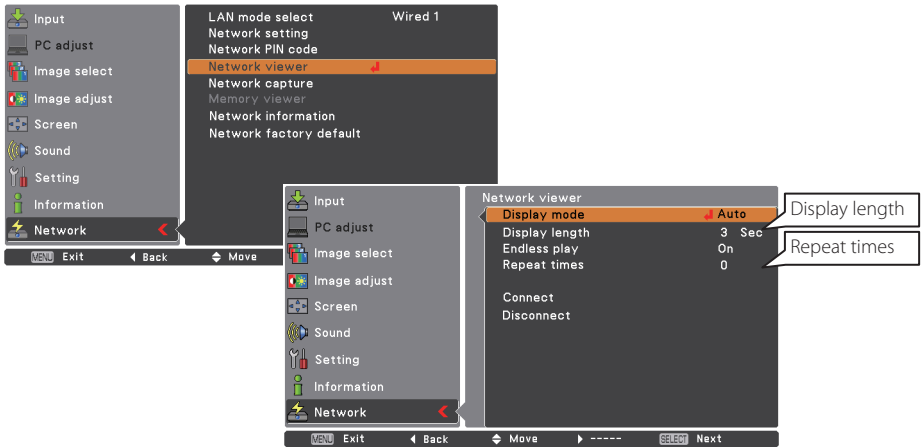 Input
PC adjust
Image select
Image adjust
Screen
Sound
Setting
Information
Network
LAN mode select Wired 1
Network setting
Network PIN code
Network viewer
Network capture
Memory viewer
Network information
Network factory default
MENU Exit Back Move
Input
PC adjust
Image select
Image adjust
Screen
Sound
Setting
Information
Network
Network viewer
Display mode Auto
Display length 3 Sec
Endless play On
Repeat times 0
Connect
Disconnect
MENU Exit Back Move ----- SELECT Next
Display length
Repeat times